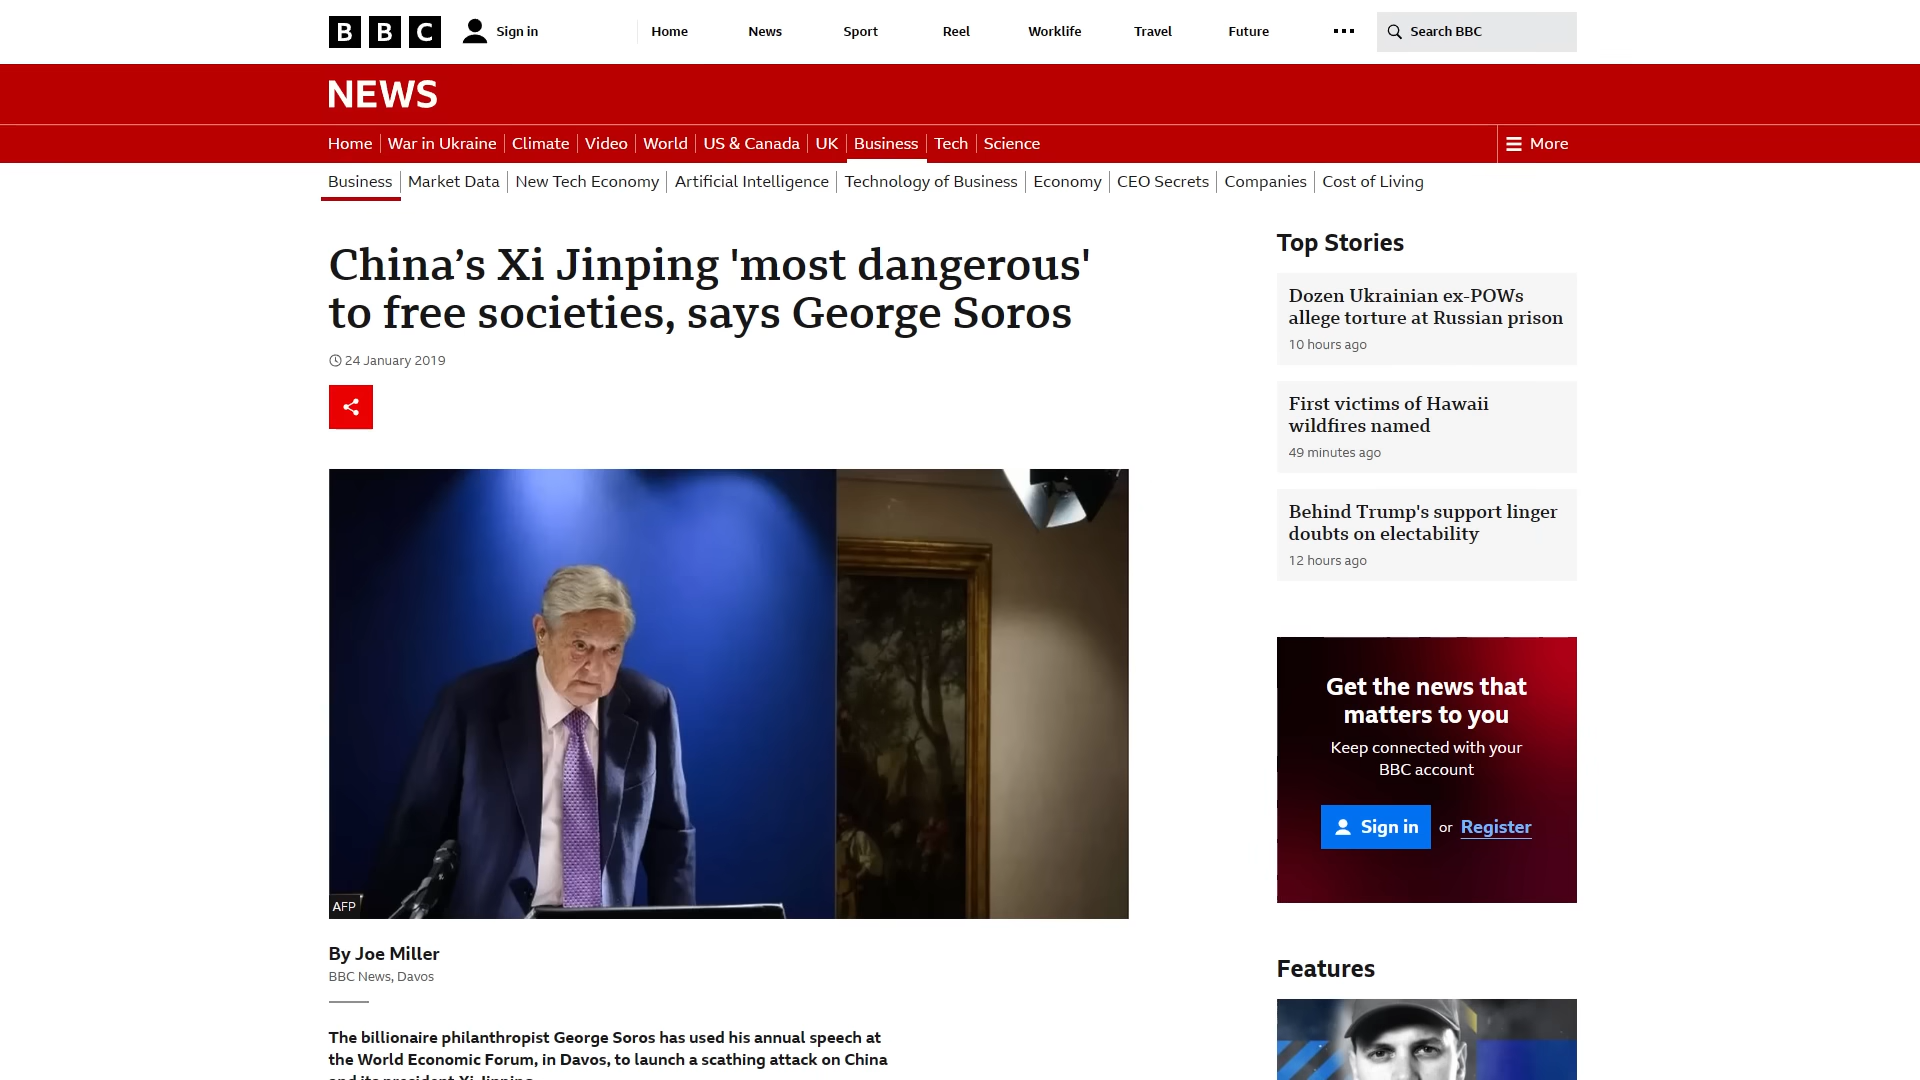 BBC
Sign in
Home
News
Sport
Reel
Worklife
Travel
Future
Search BBC
NEWS
Home
War in Ukraine
Climate
Video
World
US & Canada
UK
Business
Tech
Science
More
Business
Market Data
New Tech Economy
Artificial Intelligence
Technology of Business
Economy
CEO Secrets
Companies
Cost of Living
China’s Xi Jinping 'most dangerous'
to free societies, says George Soros
24 January 2019
AFP
By Joe Miller
BBC News, Davos
The billionaire philanthropist George Soros has used his annual speech at
the World Economic Forum, in Davos, to launch a scathing attack on China
and its president Xi Jinping.
Top Stories
Dozen Ukrainian ex-POWs
allege torture at Russian prison
10 hours ago
First victims of Hawaii
wildfires named
49 minutes ago
Behind Trump's support linger
doubts on electability
12 hours ago
Get the news that
matters to you
Keep connected with your
BBC account
Sign in
or
Register
Features